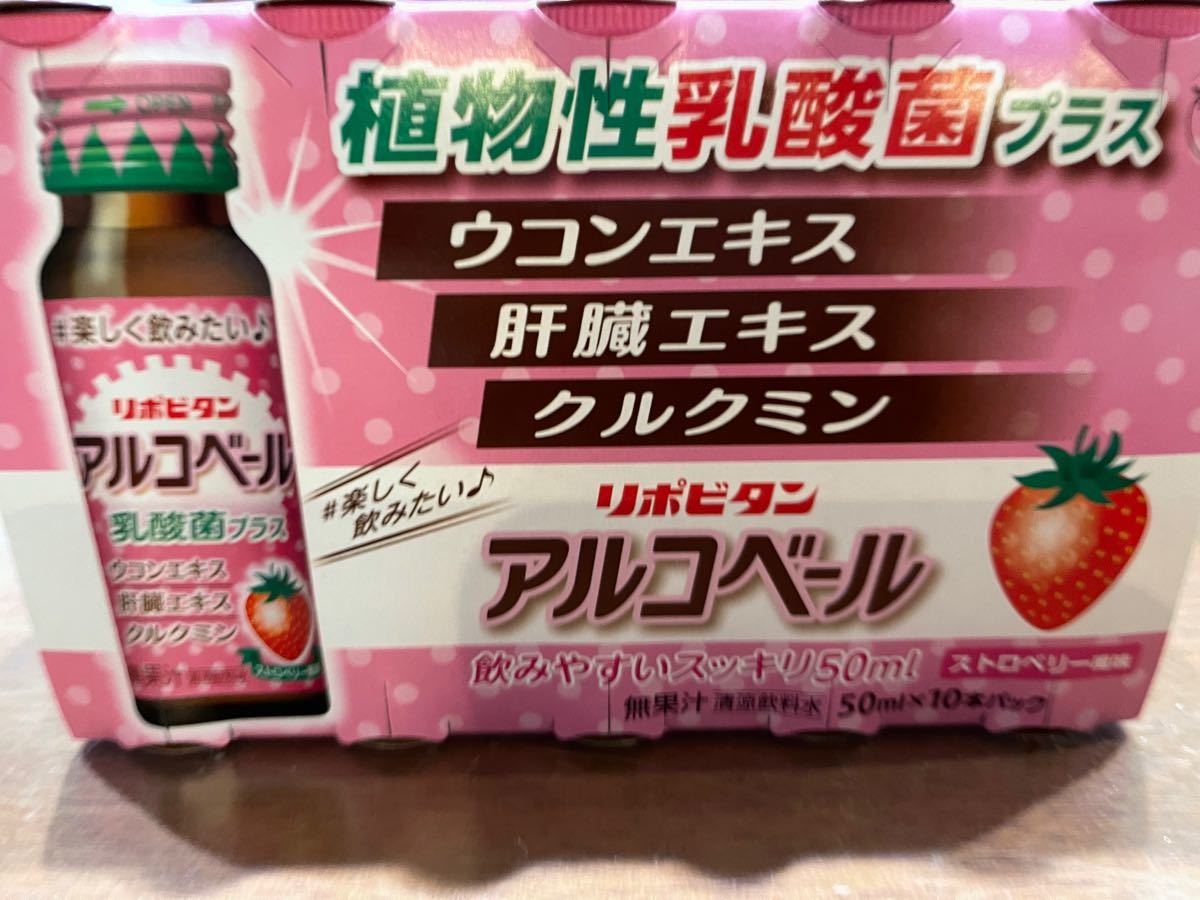 植物性乳酸菌プラス
ウコンエキス
肝臓エキス
クルクミン
#楽しく
飲みたい♪
リポビタン
アルコベール
飲みやすいスッキリ50ml
ストロベリー風味
無果汁 清涼飲料水 50ml×10本パック
OPEN
#楽しく飲みたい♪
リポビタン
アルコベール
乳酸菌プラス
ウコンエキス
肝臓エキス
クルクミン
無果汁